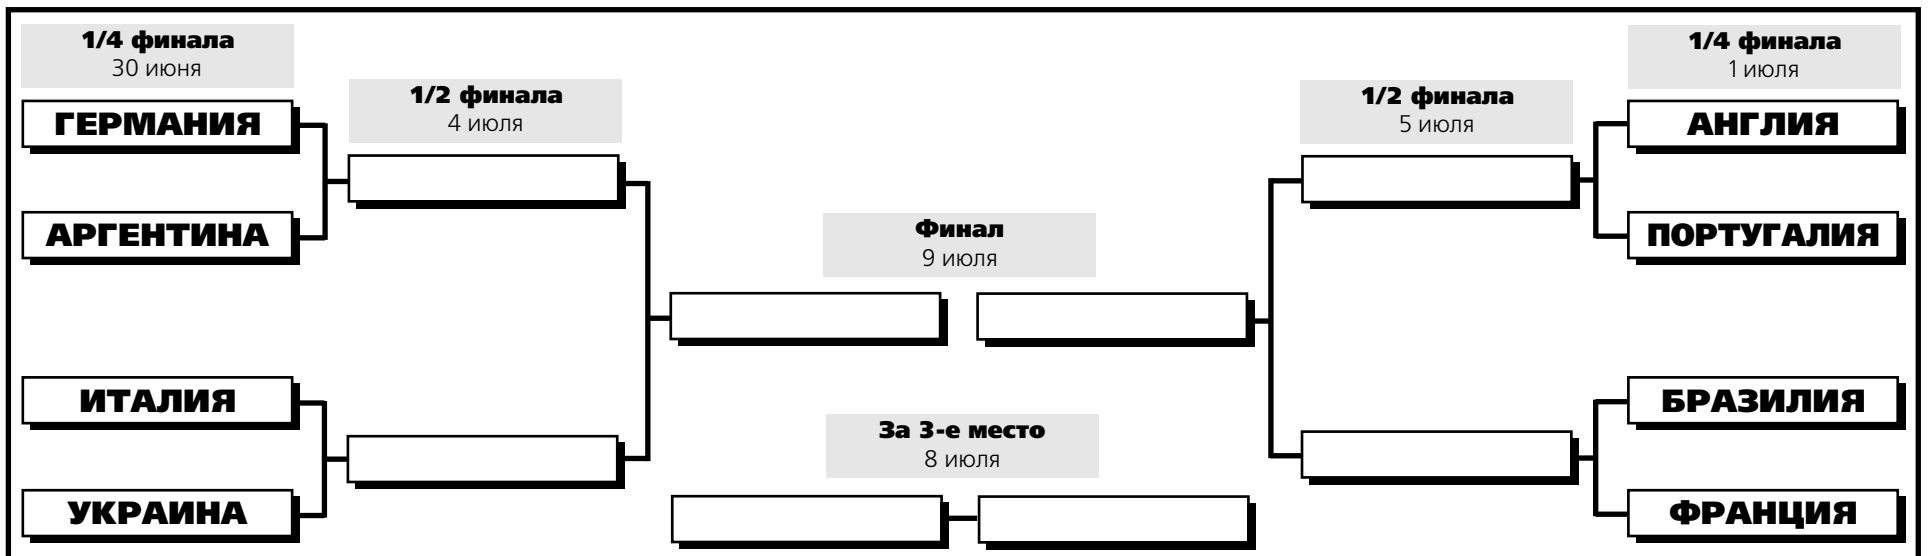 1/4 финала
30 июня
1/4 финала
1 июля
1/2 финала
4 июля
1/2 финала
5 июля
ГЕРМАНИЯ
АНГЛИЯ
АРГЕНТИНА
ПОРТУГАЛИЯ
Финал
9 июля
ИТАЛИЯ
БРАЗИЛИЯ
За 3-е место
8 июля
УКРАИНА
ФРАНЦИЯ